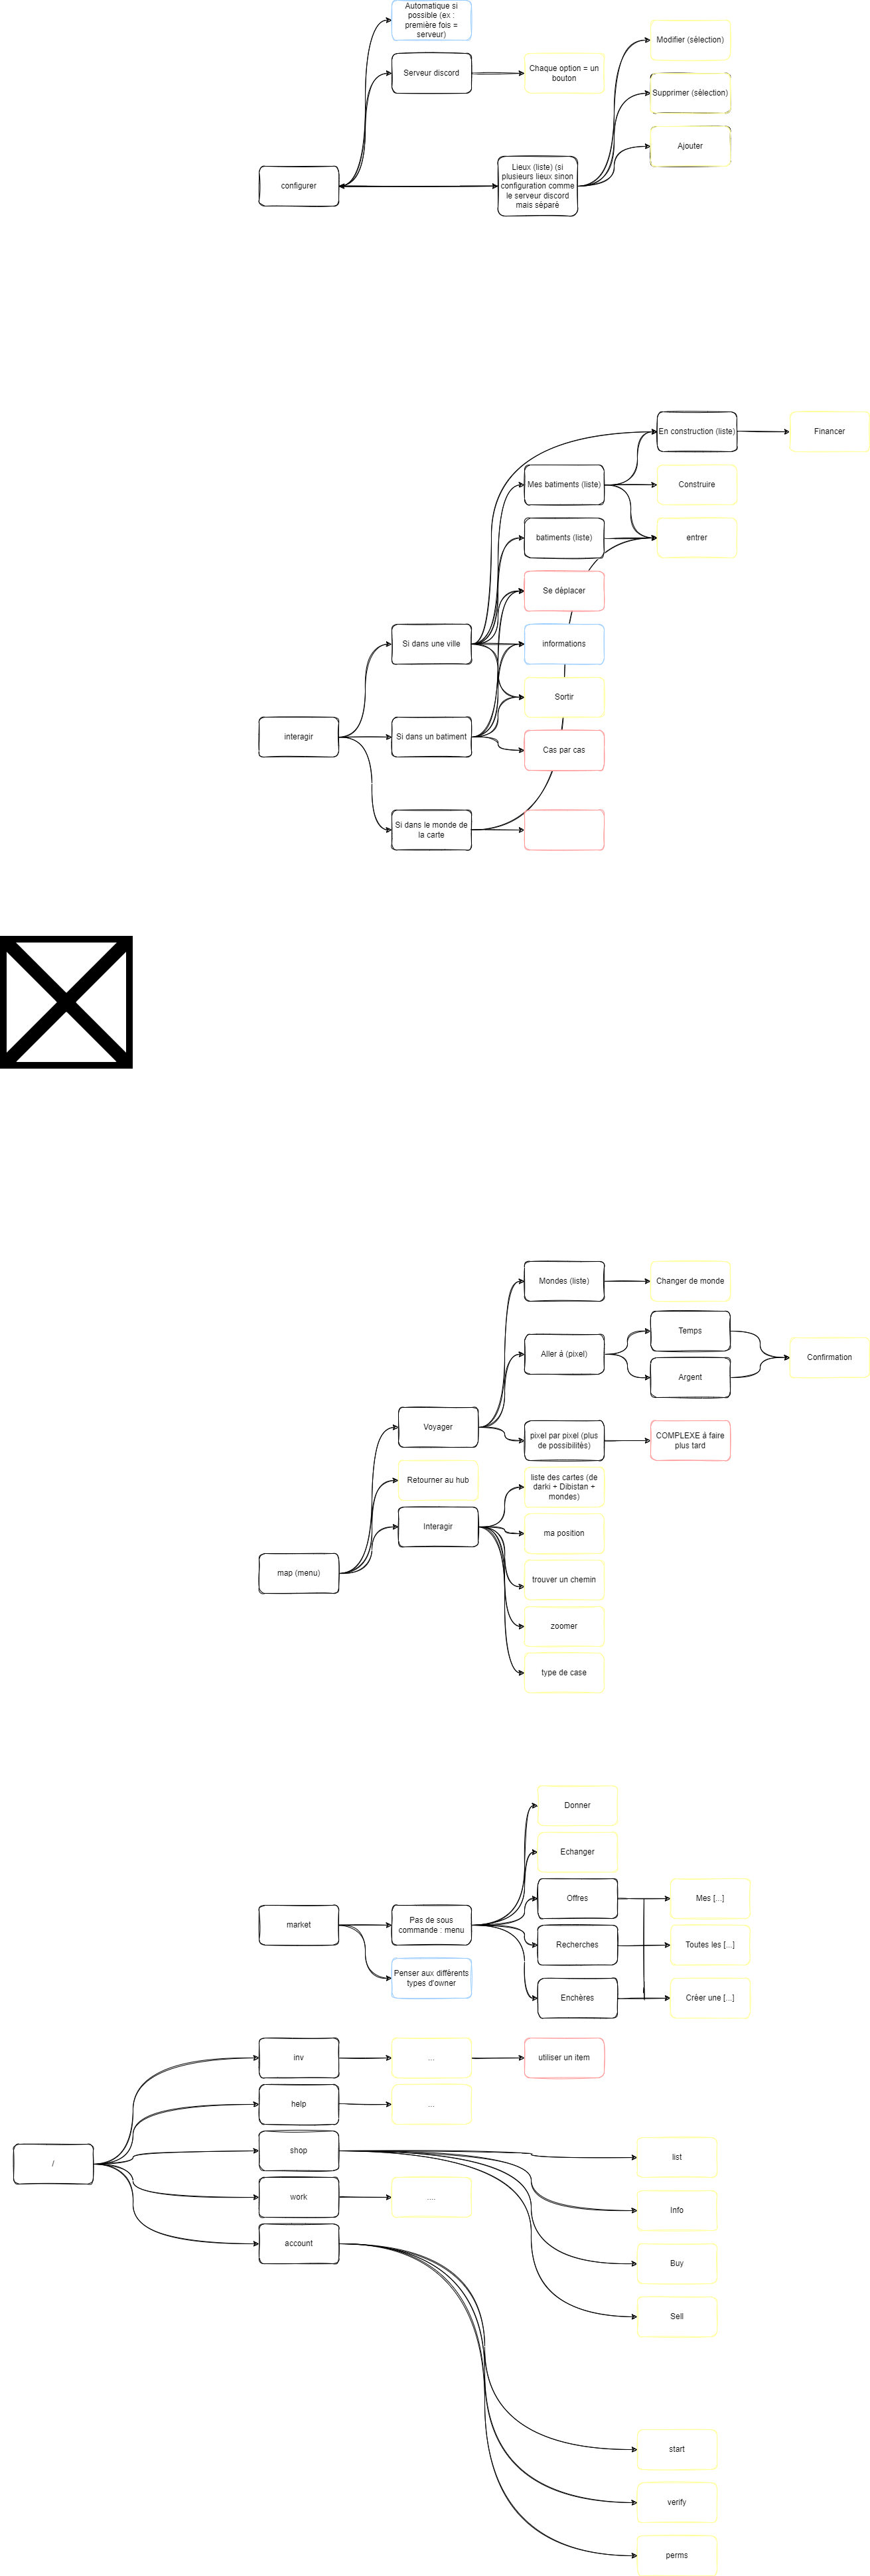 Automatique si
possible (ex :
première fois =
serveur)
Serveur discord
Chaque option = un
bouton
Modifier (sélection)
Supprimer (sélection)
Ajouter
configurer
Lieux (liste) (si
plusieurs lieux sinon
configuration comme
le serveur discord
mais séparé
En construction (liste)
Financer
Mes batiments (liste)
Construire
batiments (liste)
entrer
Se déplacer
Si dans une ville
informations
Sortir
interagir
Si dans un batiment
Cas par cas
Si dans le monde de
la carte
Mondes (liste)
Changer de monde
Aller à (pixel)
Temps
Argent
Confirmation
Voyager
pixel par pixel (plus
de possibilités)
COMPLEXE à faire
plus tard
Retourner au hub
liste des cartes (de
darki + Dibistan +
mondes)
Interagir
ma position
map (menu)
trouver un chemin
zoomer
type de case
Donner
Echanger
Offres
Mes [...]
market
Pas de sous
commande : menu
Recherches
Toutes les [...]
Penser aux différents
types d'owner
Enchères
Créer une [...]
inv
...
utiliser un item
help
...
/
shop
list
work
....
Info
account
Buy
Sell
start
verify
perms